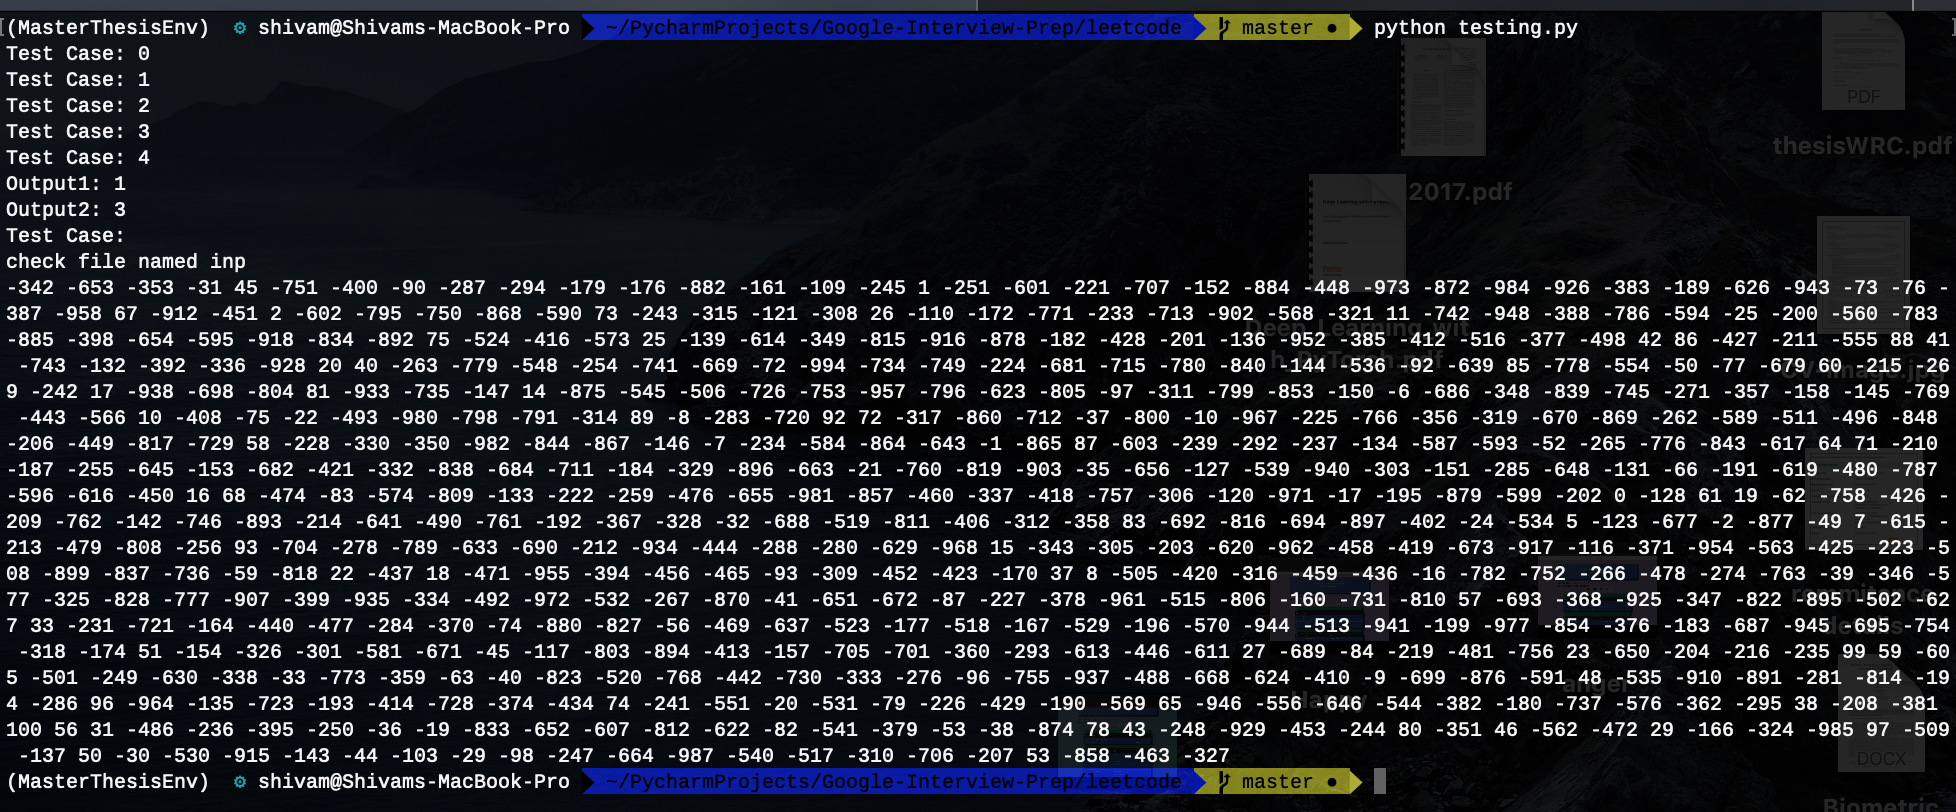 (MasterThesisEnv) ⚙ shivam@Shivams-MacBook-Pro ~/PycharmProjects/Google-Interview-Prep/leetcode master ● python testing.py
Test Case: 0
Test Case: 1
Test Case: 2
Test Case: 3
Test Case: 4
Output1: 1
Output2: 3
Test Case:
check file named inp
-342 -653 -353 -31 45 -751 -400 -90 -287 -294 -179 -176 -882 -161 -109 -245 1 -251 -601 -221 -707 -152 -884 -448 -973 -872 -984 -926 -383 -189 -626 -943 -73 -76 -
387 -958 67 -912 -451 2 -602 -795 -750 -868 -590 73 -243 -315 -121 -308 26 -110 -172 -771 -233 -713 -902 -568 -321 11 -742 -948 -388 -786 -594 -25 -200 -560 -783
-885 -398 -654 -595 -918 -834 -892 75 -524 -416 -573 25 -139 -614 -349 -815 -916 -878 -182 -428 -201 -136 -952 -385 -412 -516 -377 -498 42 86 -427 -211 -555 88 41
-743 -132 -392 -336 -928 20 40 -263 -779 -548 -254 -741 -669 -72 -994 -734 -749 -224 -681 -715 -780 -840 -144 -536 -92 -639 85 -778 -554 -50 -77 -679 60 -215 -26
9 -242 17 -938 -698 -804 81 -933 -735 -147 14 -875 -545 -506 -726 -753 -957 -796 -623 -805 -97 -311 -799 -853 -150 -6 -686 -348 -839 -745 -271 -357 -158 -145 -769
-443 -566 10 -408 -75 -22 -493 -980 -798 -791 -314 89 -8 -283 -720 92 72 -317 -860 -712 -37 -800 -10 -967 -225 -766 -356 -319 -670 -869 -262 -589 -511 -496 -848
-206 -449 -817 -729 58 -228 -330 -350 -982 -844 -867 -146 -7 -234 -584 -864 -643 -1 -865 87 -603 -239 -292 -237 -134 -587 -593 -52 -265 -776 -843 -617 64 71 -210
-187 -255 -645 -153 -682 -421 -332 -838 -684 -711 -184 -329 -896 -663 -21 -760 -819 -903 -35 -656 -127 -539 -940 -303 -151 -285 -648 -131 -66 -191 -619 -480 -787
-596 -616 -450 16 68 -474 -83 -574 -809 -133 -222 -259 -476 -655 -981 -857 -460 -337 -418 -757 -306 -120 -971 -17 -195 -879 -599 -202 0 -128 61 19 -62 -758 -426 -
209 -762 -142 -746 -893 -214 -641 -490 -761 -192 -367 -328 -32 -688 -519 -811 -406 -312 -358 83 -692 -816 -694 -897 -402 -24 -534 5 -123 -677 -2 -877 -49 7 -615 -
213 -479 -808 -256 93 -704 -278 -789 -633 -690 -212 -934 -444 -288 -280 -629 -968 15 -343 -305 -203 -620 -962 -458 -419 -673 -917 -116 -371 -954 -563 -425 -223 -5
08 -899 -837 -736 -59 -818 22 -437 18 -471 -955 -394 -456 -465 -93 -309 -452 -423 -170 37 8 -505 -420 -316 -459 -436 -16 -782 -752 -266 -478 -274 -763 -39 -346 -5
77 -325 -828 -777 -907 -399 -935 -334 -492 -972 -532 -267 -870 -41 -651 -672 -87 -227 -378 -961 -515 -806 -160 -731 -810 57 -693 -368 -925 -347 -822 -895 -502 -62
7 33 -231 -721 -164 -440 -477 -284 -370 -74 -880 -827 -56 -469 -637 -523 -177 -518 -167 -529 -196 -570 -944 -513 -941 -199 -977 -854 -376 -183 -687 -945 -695 -754
-318 -174 51 -154 -326 -301 -581 -671 -45 -117 -803 -894 -413 -157 -705 -701 -360 -293 -613 -446 -611 27 -689 -84 -219 -481 -756 23 -650 -204 -216 -235 99 59 -60
5 -501 -249 -630 -338 -33 -773 -359 -63 -40 -823 -520 -768 -442 -730 -333 -276 -96 -755 -937 -488 -668 -624 -410 -9 -699 -876 -591 48 -535 -910 -891 -281 -814 -19
4 -286 96 -964 -135 -723 -193 -414 -728 -374 -434 74 -241 -551 -20 -531 -79 -226 -429 -190 -569 65 -946 -556 -646 -544 -382 -180 -737 -576 -362 -295 38 -208 -381
100 56 31 -486 -236 -395 -250 -36 -19 -833 -652 -607 -812 -622 -82 -541 -379 -53 -38 -874 78 43 -248 -929 -453 -244 80 -351 46 -562 -472 29 -166 -324 -985 97 -509
-137 50 -30 -530 -915 -143 -44 -103 -29 -98 -247 -664 -987 -540 -517 -310 -706 -207 53 -858 -463 -327
(MasterThesisEnv) ⚙ shivam@Shivams-MacBook-Pro ~/PycharmProjects/Google-Interview-Prep/leetcode master ●
PDF
thesisWRC.pdf
2017.pdf
Deep_Learning_wit
h_PyTorch.pdf
Happy
anger
DOCX
Biometric